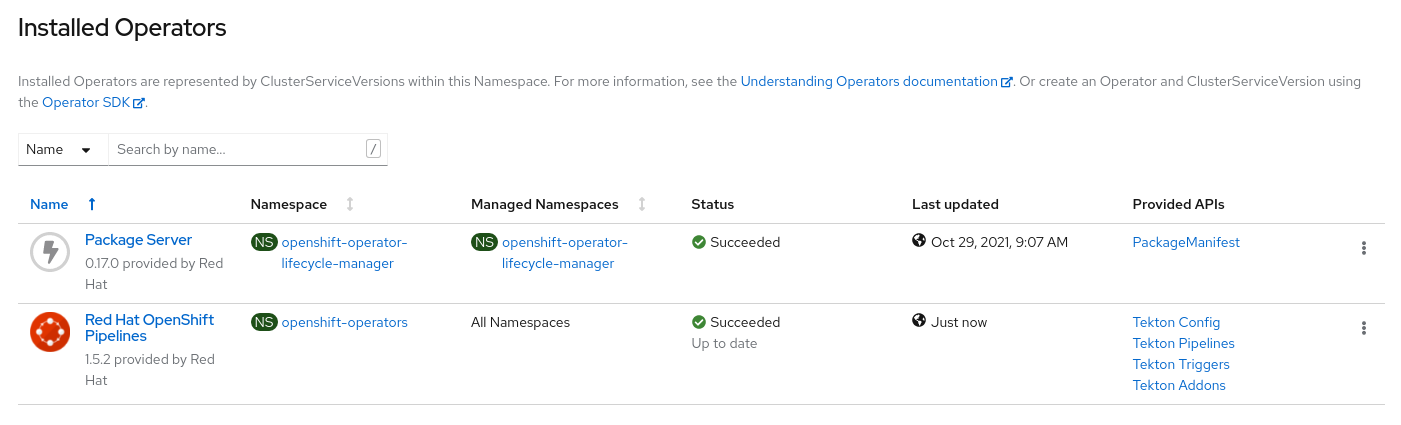 Installed Operators
Installed Operators are represented by ClusterServiceVersions within this Namespace. For more information, see the Understanding Operators documentation. Or create an Operator and ClusterServiceVersion using
the Operator SDK.
Name Search by name... /
Name Namespace Managed Namespaces Status Last updated Provided APIs
Package Server NS openshift-operator- NS openshift-operator- Succeeded Oct 29, 2021, 9:07 AM PackageManifest
0.17.0 provided by Red lifecycle-manager lifecycle-manager
Hat
Red Hat OpenShift NS openshift-operators All Namespaces Succeeded Just now Tekton Config
Pipelines Up to date Tekton Pipelines
1.5.2 provided by Red Tekton Triggers
Hat Tekton Addons